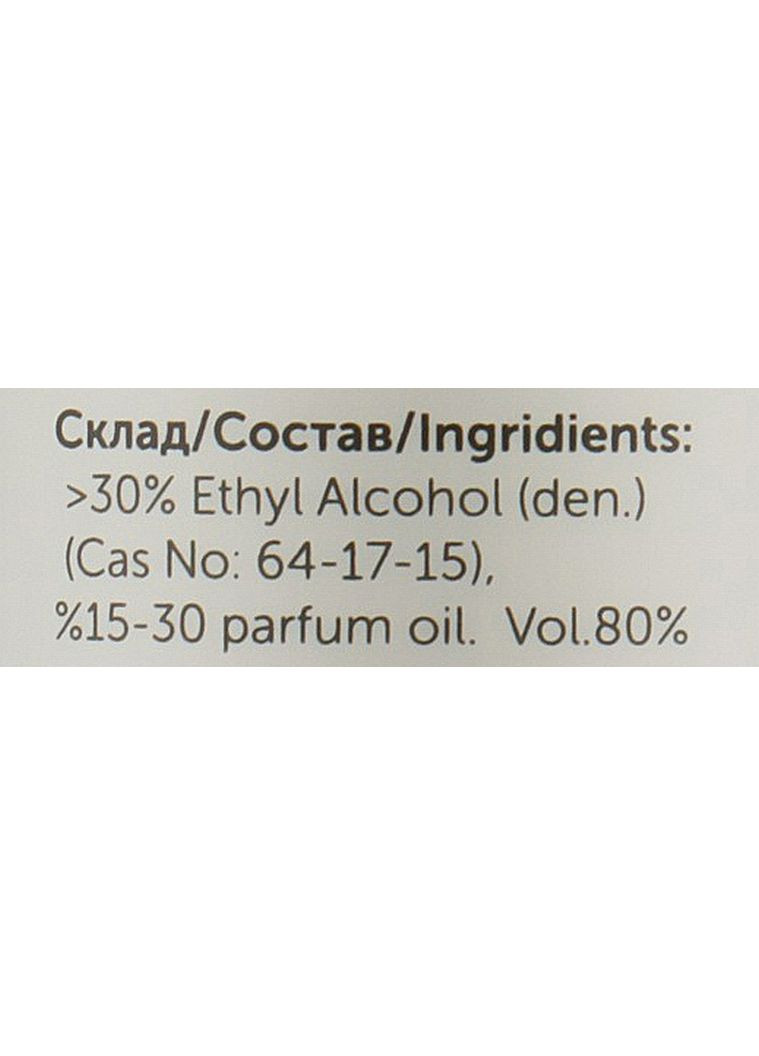 Склад/Состав/Ingridients:
>30% Ethyl Alcohol (den.)
(Cas No: 64-17-15),
%15-30 parfum oil. Vol.80%